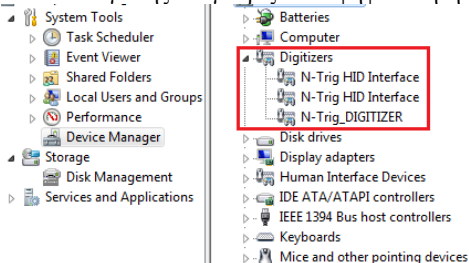 System Tools
Task Scheduler
Event Viewer
Shared Folders
Local Users and Groups
Performance
Device Manager
Storage
Disk Management
Services and Applications
Batteries
Computer
Digitizers
N-Trig HID Interface
N-Trig HID Interface
N-Trig_DIGITIZER
Disk drives
Display adapters
Human Interface Devices
IDE ATA/ATAPI controllers
IEEE 1394 Bus host controllers
Keyboards
Mice and other pointing devices